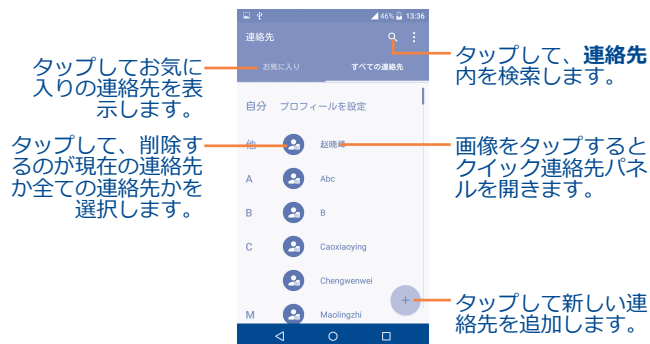 46% 13:36
連絡先
お気に入り すべての連絡先
自分 プロフィールを設定
他 赵晓峰
A Abc
B B
C Caoxiaoying
Chengwenwei
M Maolingzhi
タップしてお気に
入りの連絡先を表
示します。
タップして、削除す
るのが現在の連絡先
か全ての連絡先かを
選択します。
タップして、連絡先
内を検索します。
画像をタップすると
クイック連絡先パネ
ルを開きます。
タップして新しい連
絡先を追加します。